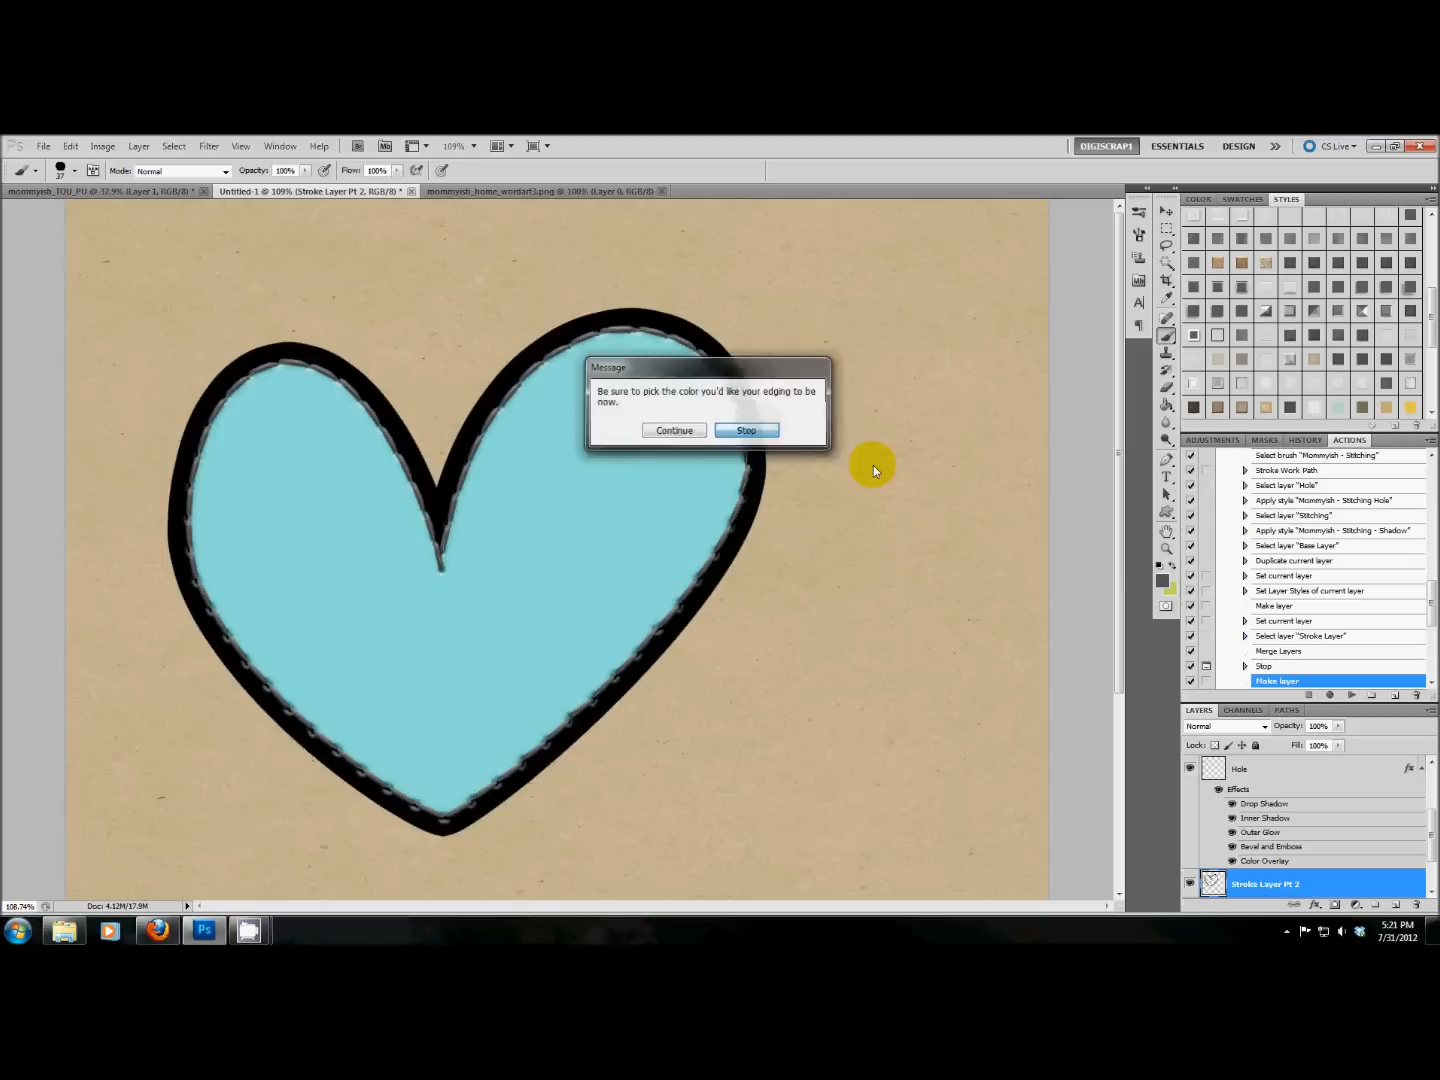 Ps File Edit Image Layer Select Filter View Window Help Br Mb 109% DIGISCRAP1 ESSENTIALS DESIGN CS Live
37 Mode: Normal Opacity: 100% Flow: 100%
mommyish_TOU_PU @ 37.9% (Layer 1, RGB/8) * Untitled-1 @ 109% (Stroke Layer Pt 2, RGB/8) * mommyish_home_wordart3.png @ 100% (Layer 0, RGB/8)
COLOR SWATCHES STYLES
Mb
Message
Be sure to pick the color you'd like your edging to be
now.
Continue Stop
ADJUSTMENTS MASKS HISTORY ACTIONS
Select brush "Mommyish - Stitching"
Stroke Work Path
Select layer "Hole"
Apply style "Mommyish - Stitching Hole"
Select layer "Stitching"
Apply style "Mommyish - Stitching - Shadow"
Select layer "Base Layer"
Duplicate current layer
Set current layer
Set Layer Styles of current layer
Make layer
Set current layer
Select layer "Stroke Layer"
Merge Layers
Stop
Make layer
LAYERS CHANNELS PATHS
Normal Opacity: 100%
Lock: Fill: 100%
Hole fx
Effects
Drop Shadow
Inner Shadow
Outer Glow
Bevel and Emboss
Color Overlay
Stroke Layer Pt 2
108.74% Doc: 4.12M/17.9M
Ps
5:21 PM
7/31/2012